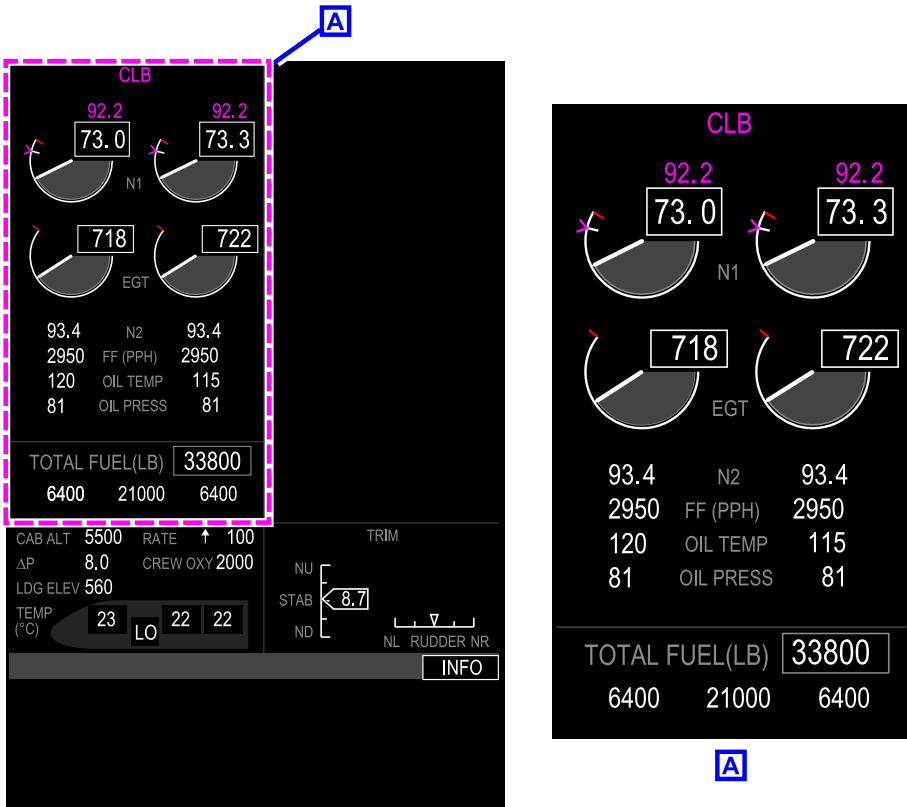 A
CLB
92.2 92.2
73.0 73.3
N1
718 722
EGT
93.4 N2 93.4
2950 FF (PPH) 2950
120 OIL TEMP 115
81 OIL PRESS 81
TOTAL FUEL(LB) 33800
6400 21000 6400
CAB ALT 5500 RATE 100
ΔP 8.0 CREW OXY 2000
LDG ELEV 560
TEMP
(°C) 23 LO 22 22
TRIM
NU
STAB 8.7
ND
NL RUDDER NR
INFO
CLB
92.2 92.2
73.0 73.3
N1
718 722
EGT
93.4 N2 93.4
2950 FF (PPH) 2950
120 OIL TEMP 115
81 OIL PRESS 81
TOTAL FUEL(LB) 33800
6400 21000 6400
A